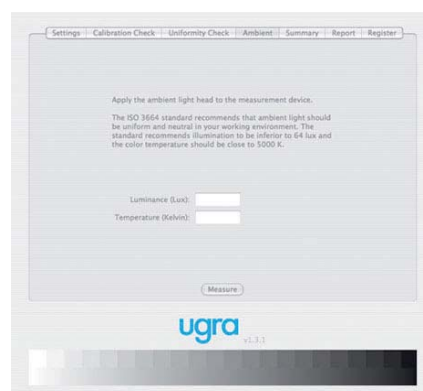 Settings Calibration Check Uniformity Check Ambient Summary Report Register
Apply the ambient light head to the measurement device.
The ISO 3664 standard recommends that ambient light should
be uniform and neutral in your working environment. The
standard recommends illumination to be inferior to 64 lux and
the color temperature should be close to 5000 K.
Luminance (Lux):
Temperature (Kelvin):
Measure
ugra
v1.3.1